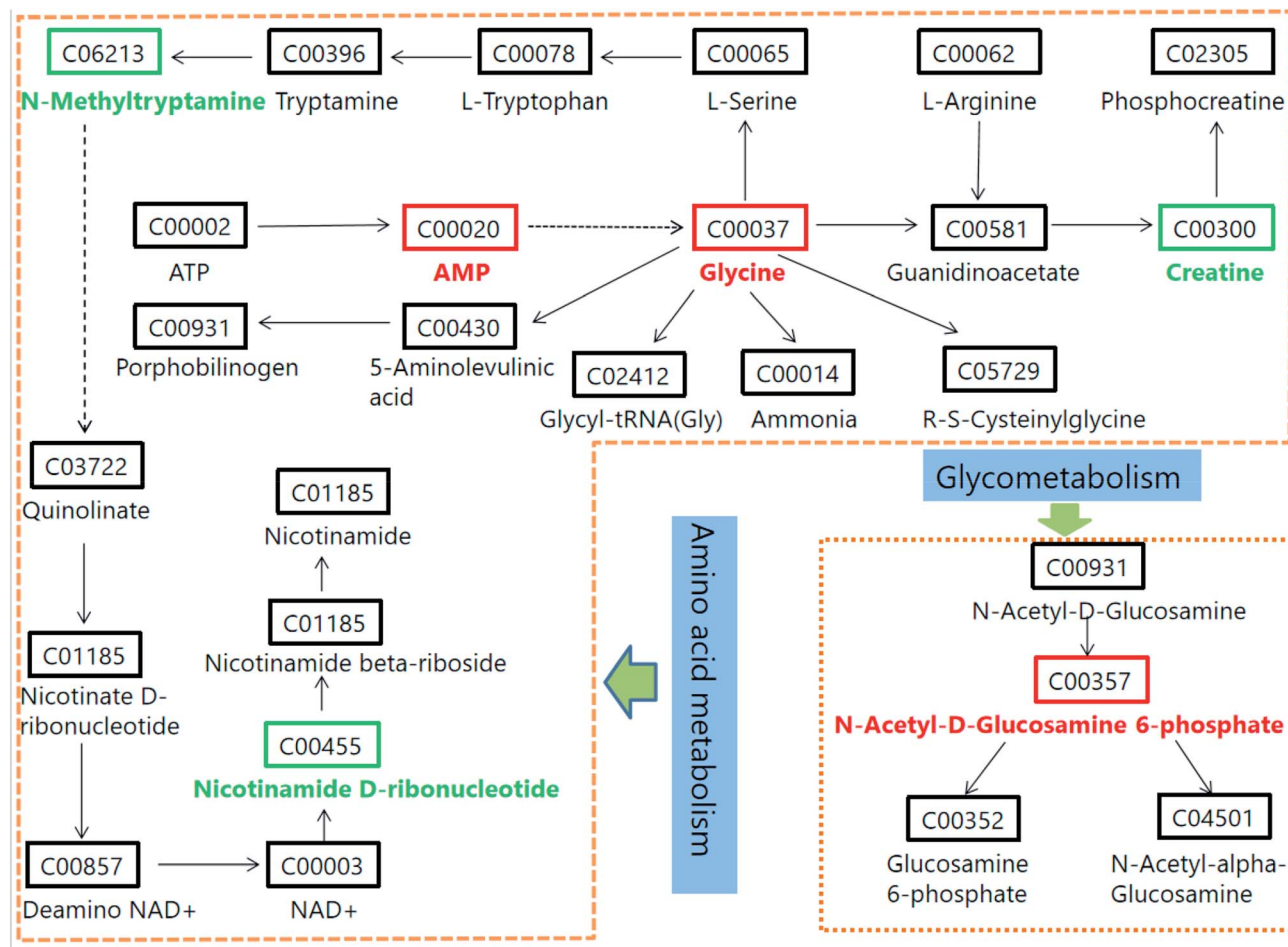 C06213
C00396
C00078
C00065
C00062
C02305
N-Methyltryptamine
Tryptamine
L-Tryptophan
L-Serine
L-Arginine
Phosphocreatine
C00002
C00020
C00037
C00581
C00300
ATP
AMP
Glycine
Guanidinoacetate
Creatine
C00931
C00430
Porphobilinogen
5-Aminolevulinic
acid
C02412
C00014
C05729
Glycyl-tRNA(Gly)
Ammonia
R-S-Cysteinylglycine
C03722
Quinolinate
C01185
Nicotinamide
C01185
Nicotinamide beta-riboside
C01185
Nicotinate D-
ribonucleotide
C00455
Nicotinamide D-ribonucleotide
C00857
C00003
Deamino NAD+
NAD+
Amino acid metabolism
Glycometabolism
C00931
N-Acetyl-D-Glucosamine
C00357
N-Acetyl-D-Glucosamine 6-phosphate
C00352
C04501
Glucosamine
6-phosphate
N-Acetyl-alpha-
Glucosamine